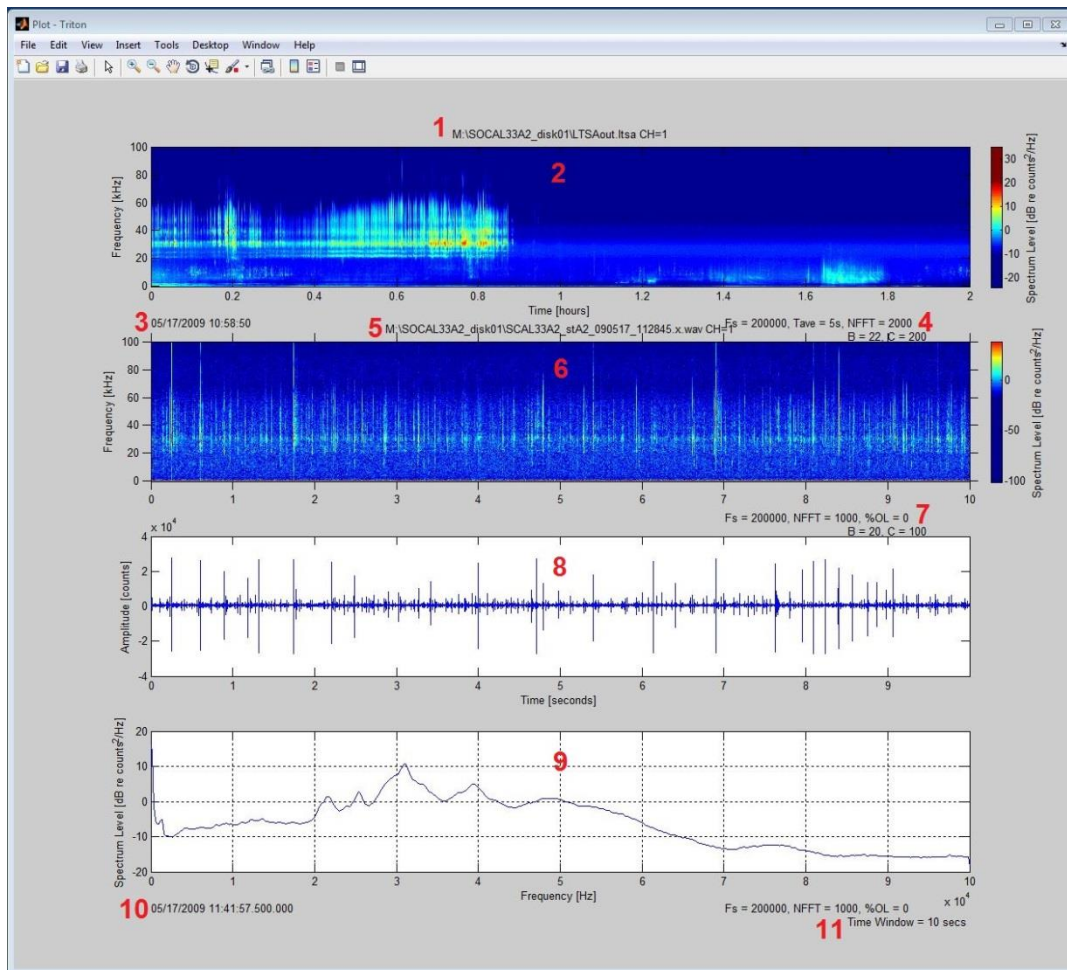 Plot - Triton
File Edit View Insert Tools Desktop Window Help
1 M:\SOCAL33A2_disk01\LTSAout.ltsa CH=1
100
80
60
40
20
0
Frequency [kHz]
2
0 0.2 0.4 0.6 0.8 1 1.2 1.4 1.6 1.8 2
Time [hours]
30
20
10
0
-10
-20
Spectrum Level [dB re counts²/Hz]
3 05/17/2009 10:58:50
Fs = 200000, Tave = 5s, NFFT = 2000 4
B = 22, C = 200
5 M:\SOCAL33A2_disk01\SCAL33A2_stA2_090517_112845.x.wav CH=1
100
80
60
40
20
0
Frequency [kHz]
6
0 1 2 3 4 5 6 7 8 9 10
0
-50
-100
Spectrum Level [dB re counts²/Hz]
Fs = 200000, NFFT = 1000, %OL = 0 7
B = 20, C = 100
x 10⁴
4
2
0
-2
-4
Amplitude [counts]
8
0 1 2 3 4 5 6 7 8 9
Time [seconds]
20
10
0
-10
-20
Spectrum Level [dB re counts²/Hz]
9
0 1 2 3 4 5 6 7 8 9 10
Frequency [Hz]
x 10⁴
10 05/17/2009 11:41:57.500.000
Fs = 200000, NFFT = 1000, %OL = 0
11 Time Window = 10 secs